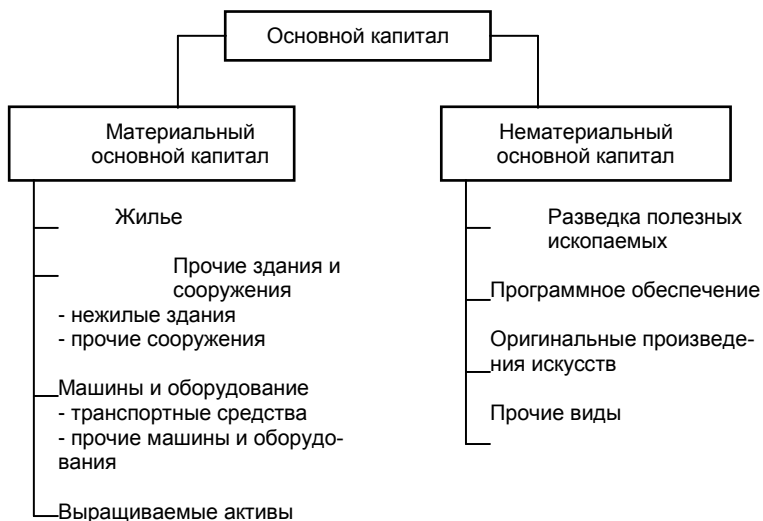 Основной капитал
Материальный
основной капитал
Нематериальный
основной капитал
Жилье
Прочие здания и
сооружения
- нежилые здания
- прочие сооружения
Машины и оборудование
- транспортные средства
- прочие машины и оборудо-
вания
Выращиваемые активы
Разведка полезных
ископаемых
Программное обеспечение
Оригинальные произведе-
ния искусств
Прочие виды